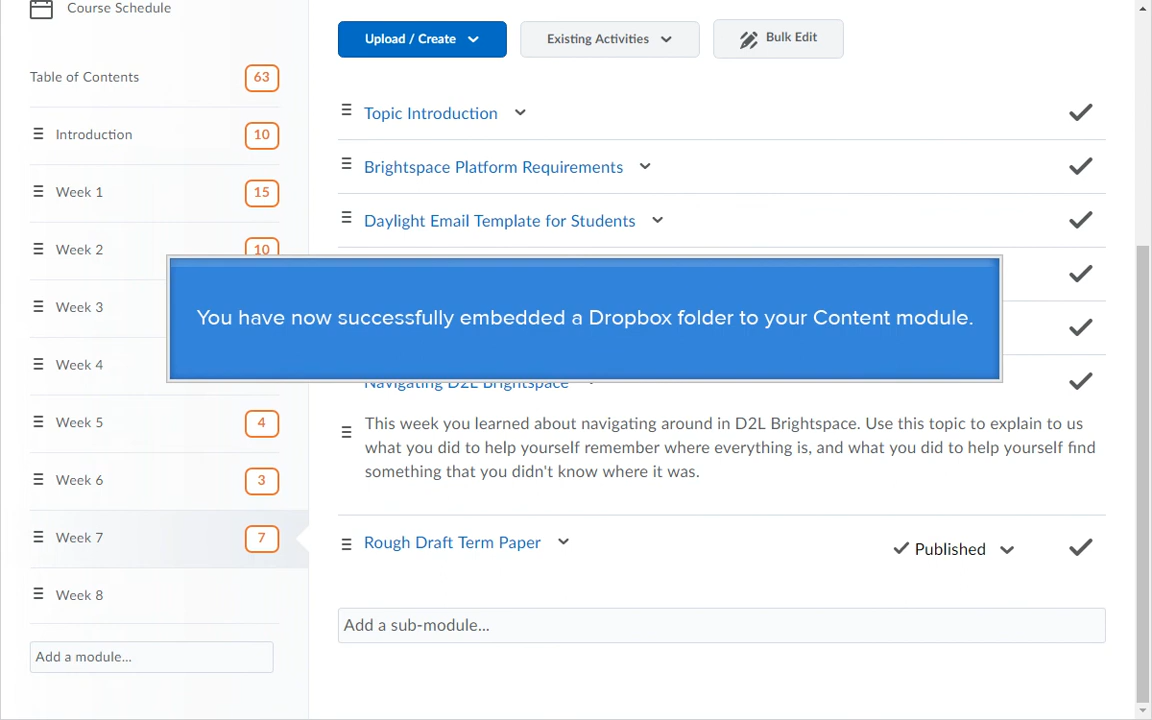 Course Schedule
Table of Contents 63
Introduction 10
Week 1 15
Week 2 10
Week 3
Week 4
Week 5 4
Week 6 3
Week 7 7
Week 8
Add a module...
Upload / Create
Existing Activities
Bulk Edit
Topic Introduction
Brightspace Platform Requirements
Daylight Email Template for Students
You have now successfully embedded a Dropbox folder to your Content module.
Navigating D2L Brightspace
This week you learned about navigating around in D2L Brightspace. Use this topic to explain to us
what you did to help yourself remember where everything is, and what you did to help yourself find
something that you didn't know where it was.
Rough Draft Term Paper
Published
Add a sub-module...